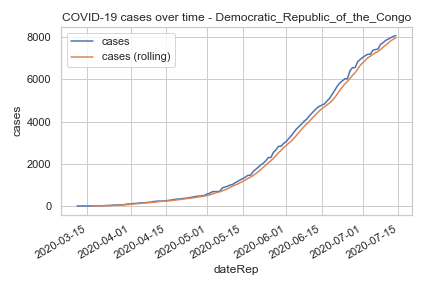 COVID-19 cases over time - Democratic_Republic_of_the_Congo
cases
cases (rolling)
8000
6000
4000
2000
0
cases
2020-03-15
2020-04-01
2020-04-15
2020-05-01
2020-05-15
2020-06-01
2020-06-15
2020-07-01
2020-07-15
dateRep